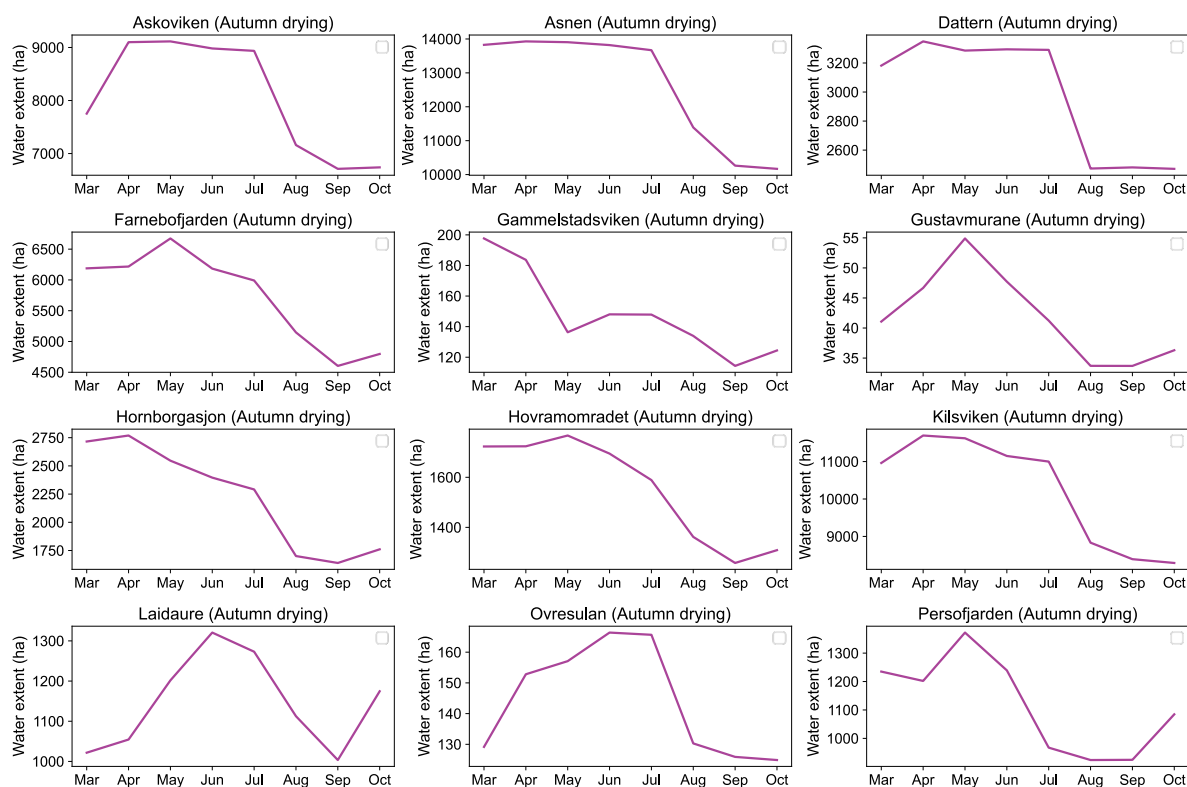 Askoviken (Autumn drying)
Water extent (ha)
9000
8000
7000
Mar Apr May Jun Jul Aug Sep Oct
Asnen (Autumn drying)
Water extent (ha)
14000
13000
12000
11000
10000
Mar Apr May Jun Jul Aug Sep Oct
Dattern (Autumn drying)
Water extent (ha)
3200
3000
2800
2600
Mar Apr May Jun Jul Aug Sep Oct
Farnebofjarden (Autumn drying)
Water extent (ha)
6500
6000
5500
5000
4500
Mar Apr May Jun Jul Aug Sep Oct
Gammelstadsviken (Autumn drying)
Water extent (ha)
200
180
160
140
120
Mar Apr May Jun Jul Aug Sep Oct
Gustavmurane (Autumn drying)
Water extent (ha)
55
50
45
40
35
Mar Apr May Jun Jul Aug Sep Oct
Hornborgasjon (Autumn drying)
Water extent (ha)
2750
2500
2250
2000
1750
Mar Apr May Jun Jul Aug Sep Oct
Hovramomradet (Autumn drying)
Water extent (ha)
1600
1400
Mar Apr May Jun Jul Aug Sep Oct
Kilsviken (Autumn drying)
Water extent (ha)
11000
10000
9000
Mar Apr May Jun Jul Aug Sep Oct
Laidaure (Autumn drying)
Water extent (ha)
1300
1200
1100
1000
Mar Apr May Jun Jul Aug Sep Oct
Ovresulan (Autumn drying)
Water extent (ha)
160
150
140
130
Mar Apr May Jun Jul Aug Sep Oct
Persofjarden (Autumn drying)
Water extent (ha)
1300
1200
1100
1000
Mar Apr May Jun Jul Aug Sep Oct